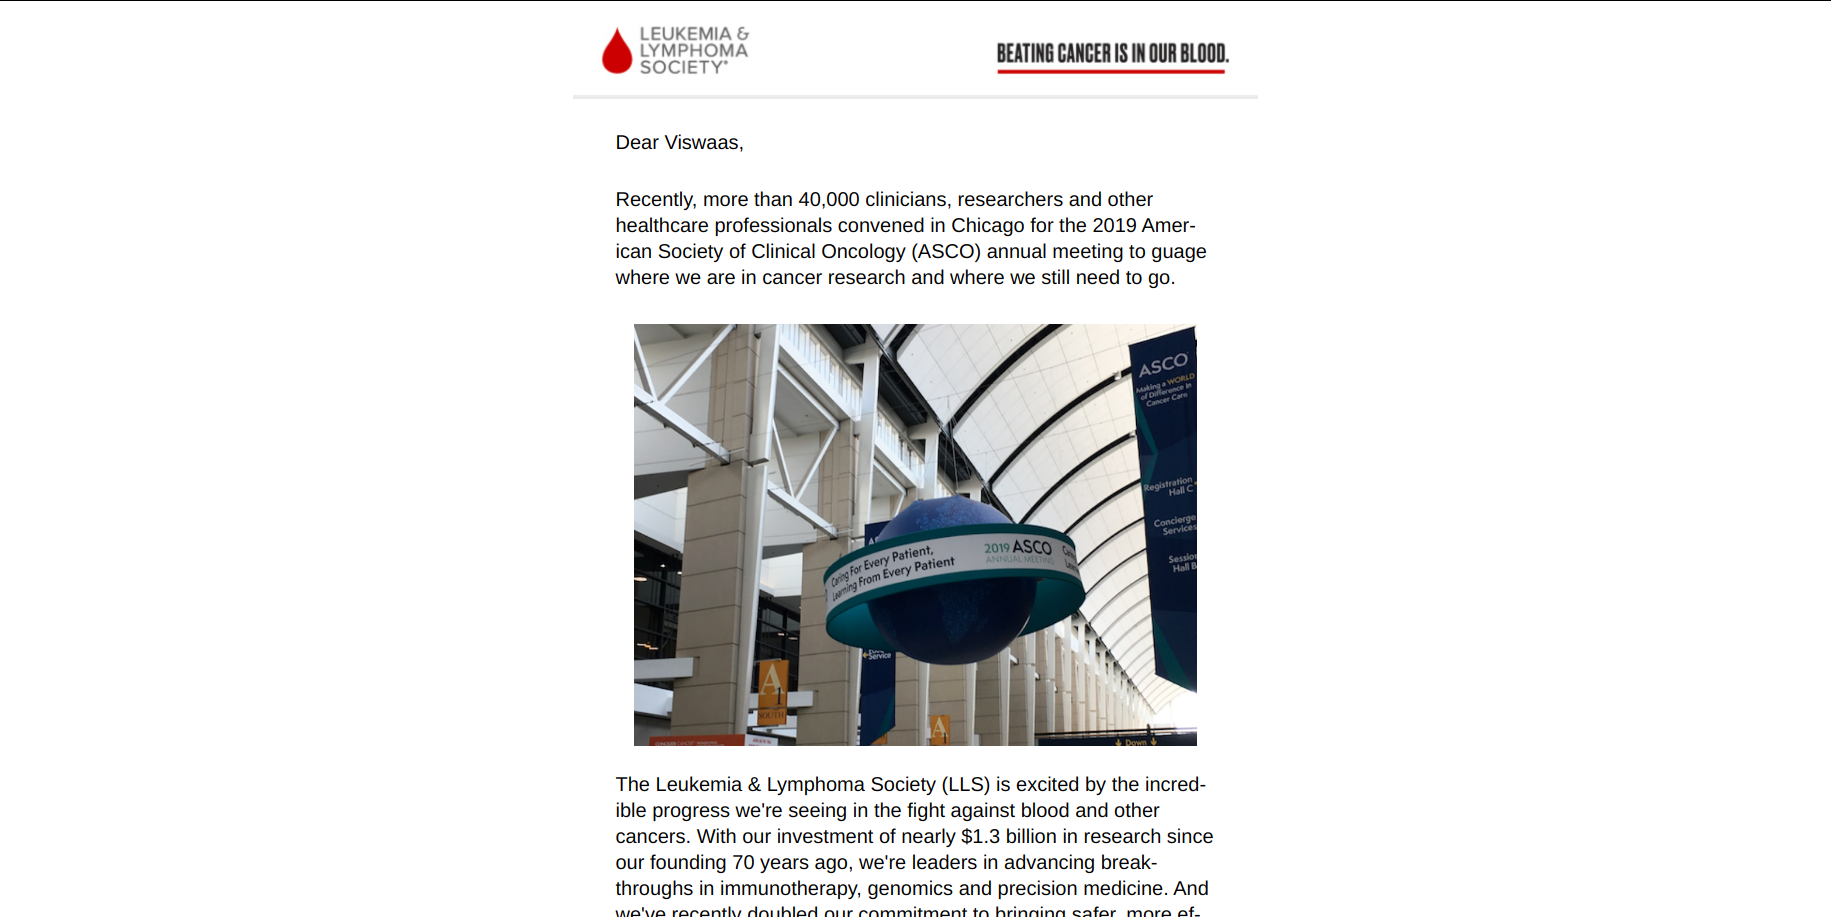 LEUKEMIA &
LYMPHOMA
SOCIETY®
BEATING CANCER IS IN OUR BLOOD.
Dear Viswaas,
Recently, more than 40,000 clinicians, researchers and other
healthcare professionals convened in Chicago for the 2019 Amer-
ican Society of Clinical Oncology (ASCO) annual meeting to guage
where we are in cancer research and where we still need to go.
ASCO
Making a WORLD
of Difference in
Cancer Care
Registration
Hall C
Concierge
Services
Session
Hall B
Caring For Every Patient,
Learning From Every Patient
2019 ASCO
ANNUAL MEETING
Service
A
1
SOUTH
A
Down
The Leukemia & Lymphoma Society (LLS) is excited by the incred-
ible progress we're seeing in the fight against blood and other
cancers. With our investment of nearly $1.3 billion in research since
our founding 70 years ago, we're leaders in advancing break-
throughs in immunotherapy, genomics and precision medicine. And
we've recently doubled our commitment to bringing safer, more ef-